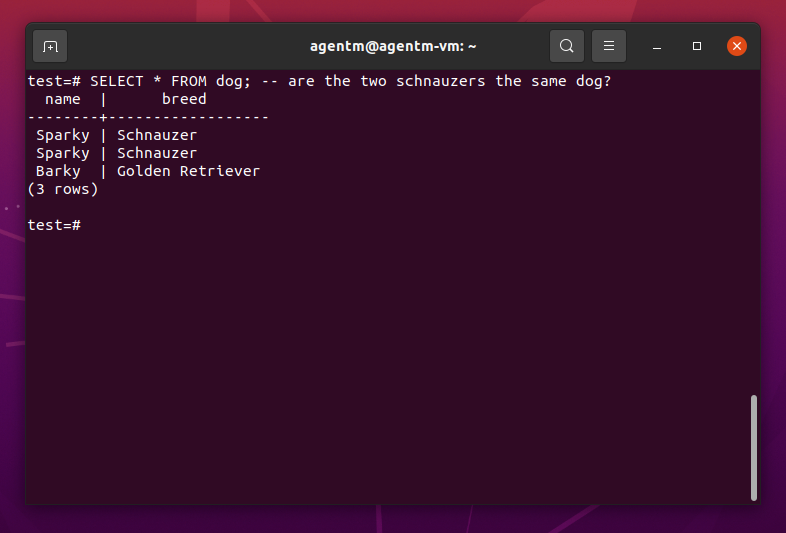 agentm@agentm-vm: ~
test=# SELECT * FROM dog; -- are the two schnauzers the same dog?
  name  |      breed
--------+------------------
 Sparky | Schnauzer
 Sparky | Schnauzer
 Barky  | Golden Retriever
(3 rows)
test=#